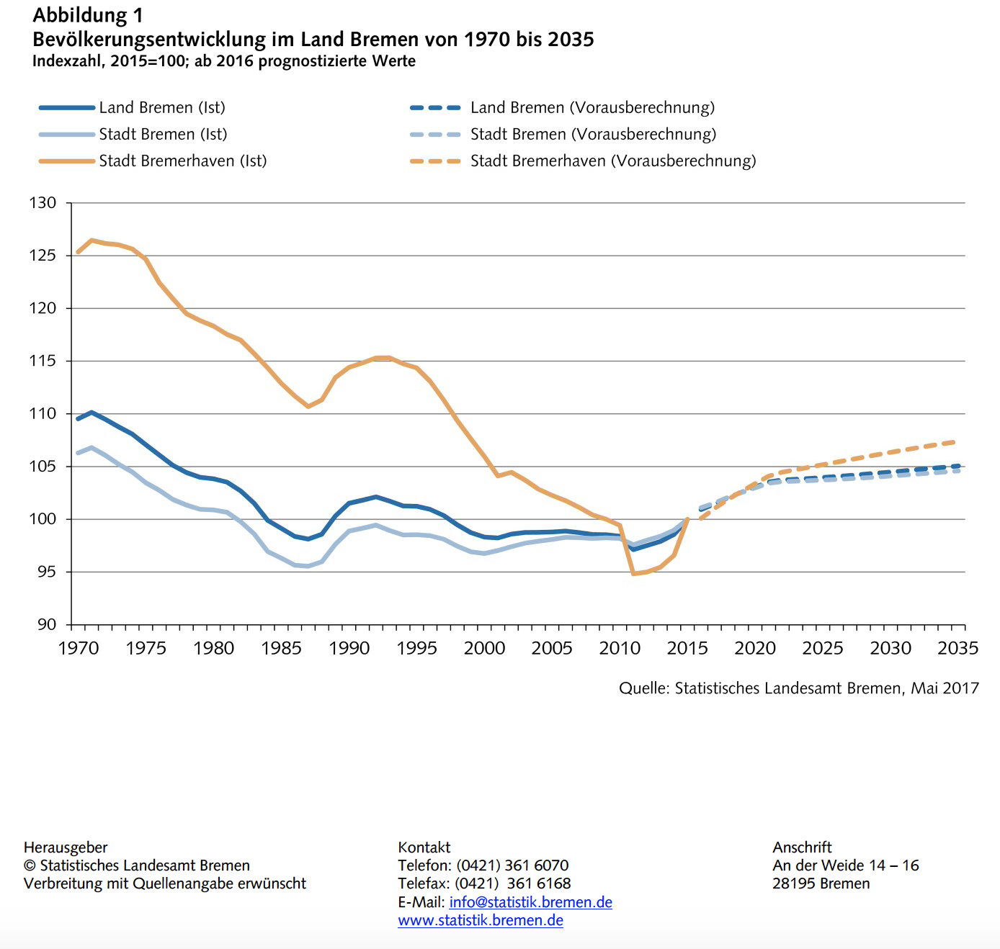 Abbildung 1
Bevölkerungsentwicklung im Land Bremen von 1970 bis 2035
Indexzahl, 2015=100; ab 2016 prognostizierte Werte
Land Bremen (Ist)
Land Bremen (Vorausberechnung)
Stadt Bremen (Ist)
Stadt Bremen (Vorausberechnung)
Stadt Bremerhaven (Ist)
Stadt Bremerhaven (Vorausberechnung)
130
125
120
115
110
105
100
95
90
1970 1975 1980 1985 1990 1995 2000 2005 2010 2015 2020 2025 2030 2035
Quelle: Statistisches Landesamt Bremen, Mai 2017
Herausgeber
© Statistisches Landesamt Bremen
Verbreitung mit Quellenangabe erwünscht
Kontakt
Telefon: (0421) 361 6070
Telefax: (0421)  361 6168
E-Mail: info@statistik.bremen.de
www.statistik.bremen.de
Anschrift
An der Weide 14 – 16
28195 Bremen